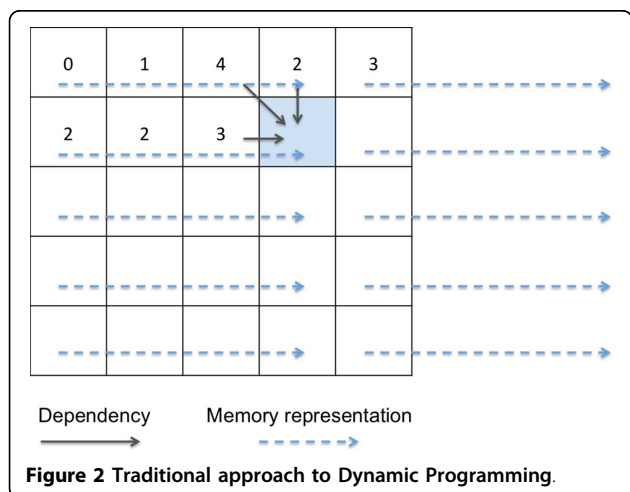 0 1 4 2 3
2 2 3
Dependency Memory representation
Figure 2 Traditional approach to Dynamic Programming.